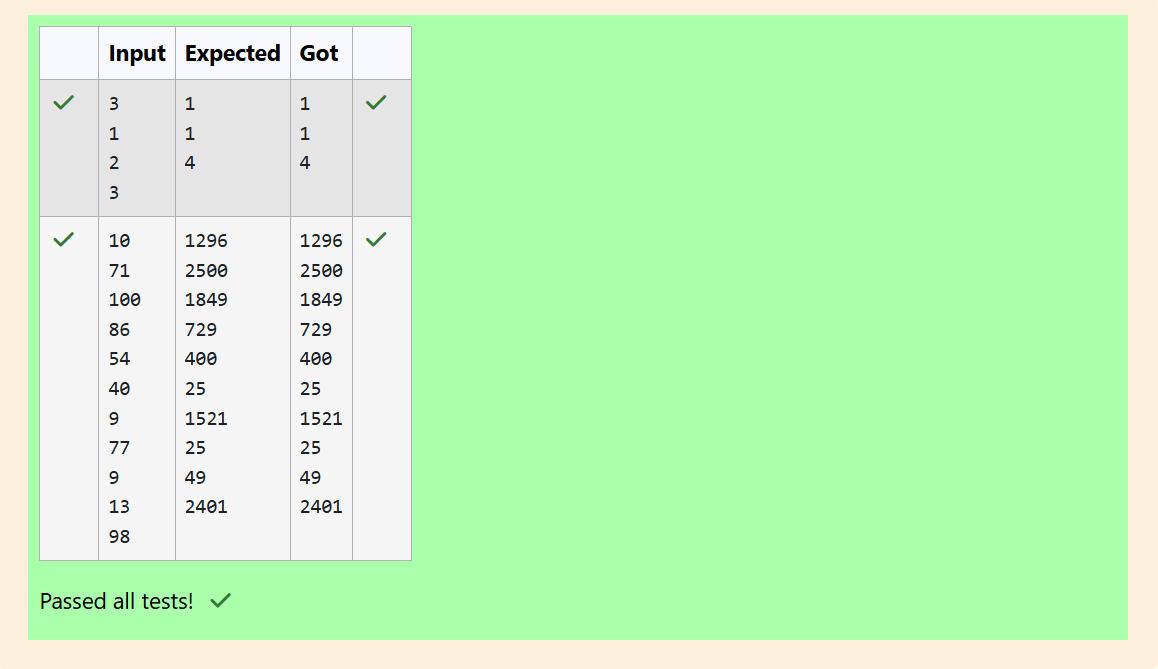 Input Expected Got
3 1 1
1 1 1
2 4 4
3
10 1296 1296
71 2500 2500
100 1849 1849
86 729 729
54 400 400
40 25 25
9 1521 1521
77 25 25
9 49 49
13 2401 2401
98
Passed all tests!